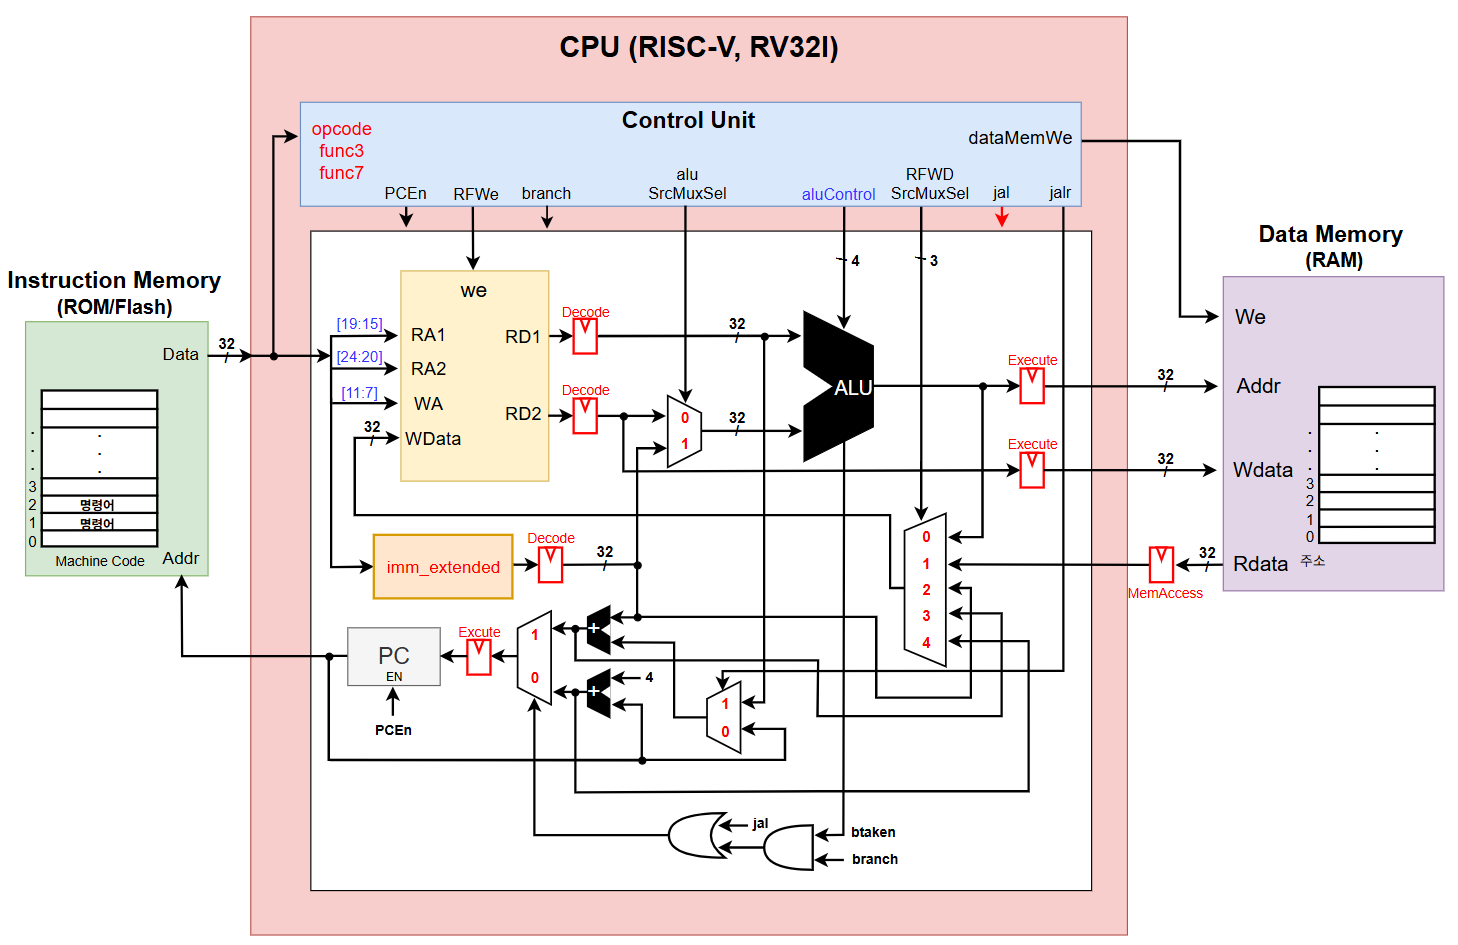 CPU (RISC-V, RV32I)
Control Unit
opcode
func3
func7
dataMemWe
PCEn
RFWe
branch
alu
SrcMuxSel
aluControl
RFWD
SrcMuxSel
jal
jalr
Instruction Memory
(ROM/Flash)
Data
32
.
.
.
3
2
1
0
.
.
.
명령어
명령어
Machine Code
Addr
we
[19:15]
RA1
[24:20]
RA2
[11:7]
WA
32
WData
RD1
RD2
Decode
Decode
32
0
1
32
4
3
ALU
Execute
32
Execute
32
imm_extended
Decode
32
0
1
2
3
4
PC
EN
PCEn
Excute
1
0
+
+
4
1
0
jal
btaken
branch
Data Memory
(RAM)
We
Addr
Wdata
Rdata
32
MemAccess
.
.
.
3
2
1
0
.
.
.
주소